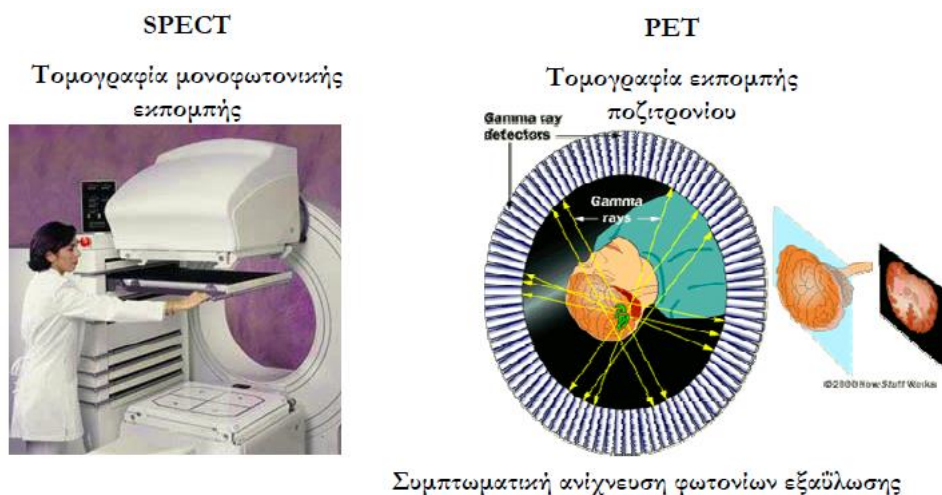 SPECT
Τομογραφία μονοφωτονικής
εκπομπής
PET
Τομογραφία εκπομπής
ποζιτρονίου
Gamma ray
detectors
Gamma
rays
©2000 How Stuff Works
Συμπτωματική ανίχνευση φωτονίων εξαΰλωσης